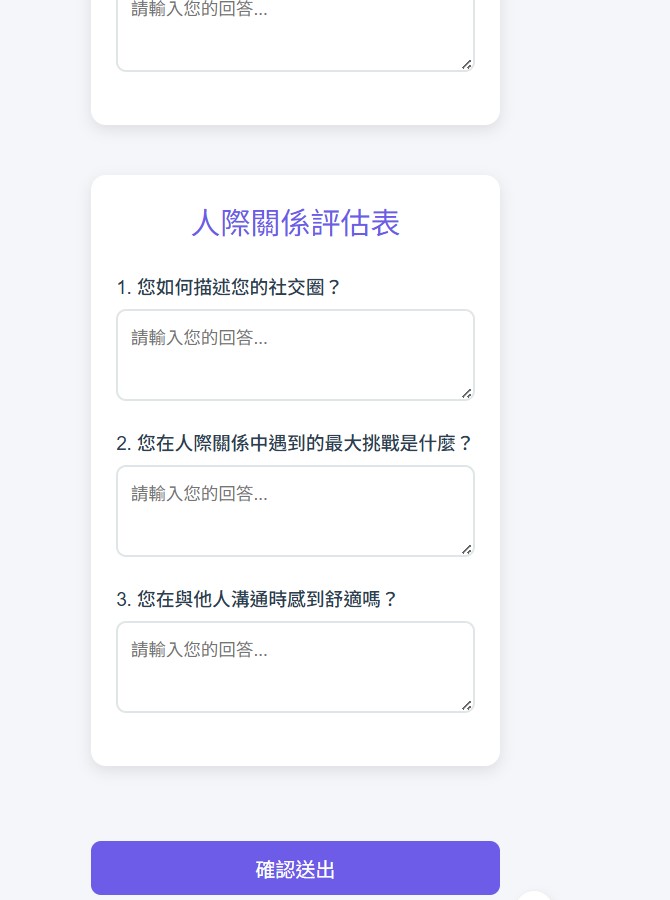 請輸入您的回答...
人際關係評估表
1. 您如何描述您的社交圈？
請輸入您的回答...
2. 您在人際關係中遇到的最大挑戰是什麼？
請輸入您的回答...
3. 您在與他人溝通時感到舒適嗎？
請輸入您的回答...
確認送出